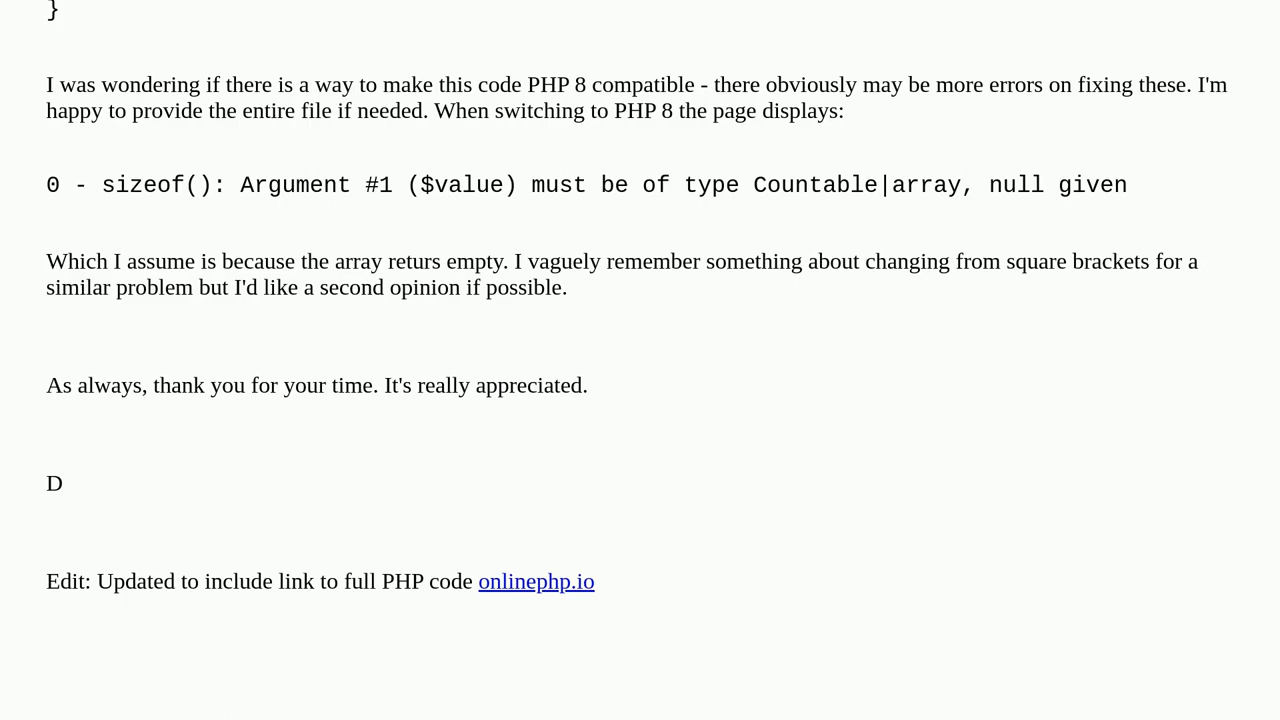 }
I was wondering if there is a way to make this code PHP 8 compatible - there obviously may be more errors on fixing these. I'm
happy to provide the entire file if needed. When switching to PHP 8 the page displays:
0 - sizeof(): Argument #1 ($value) must be of type Countable|array, null given
Which I assume is because the array returs empty. I vaguely remember something about changing from square brackets for a
similar problem but I'd like a second opinion if possible.
As always, thank you for your time. It's really appreciated.
D
Edit: Updated to include link to full PHP code onlinephp.io